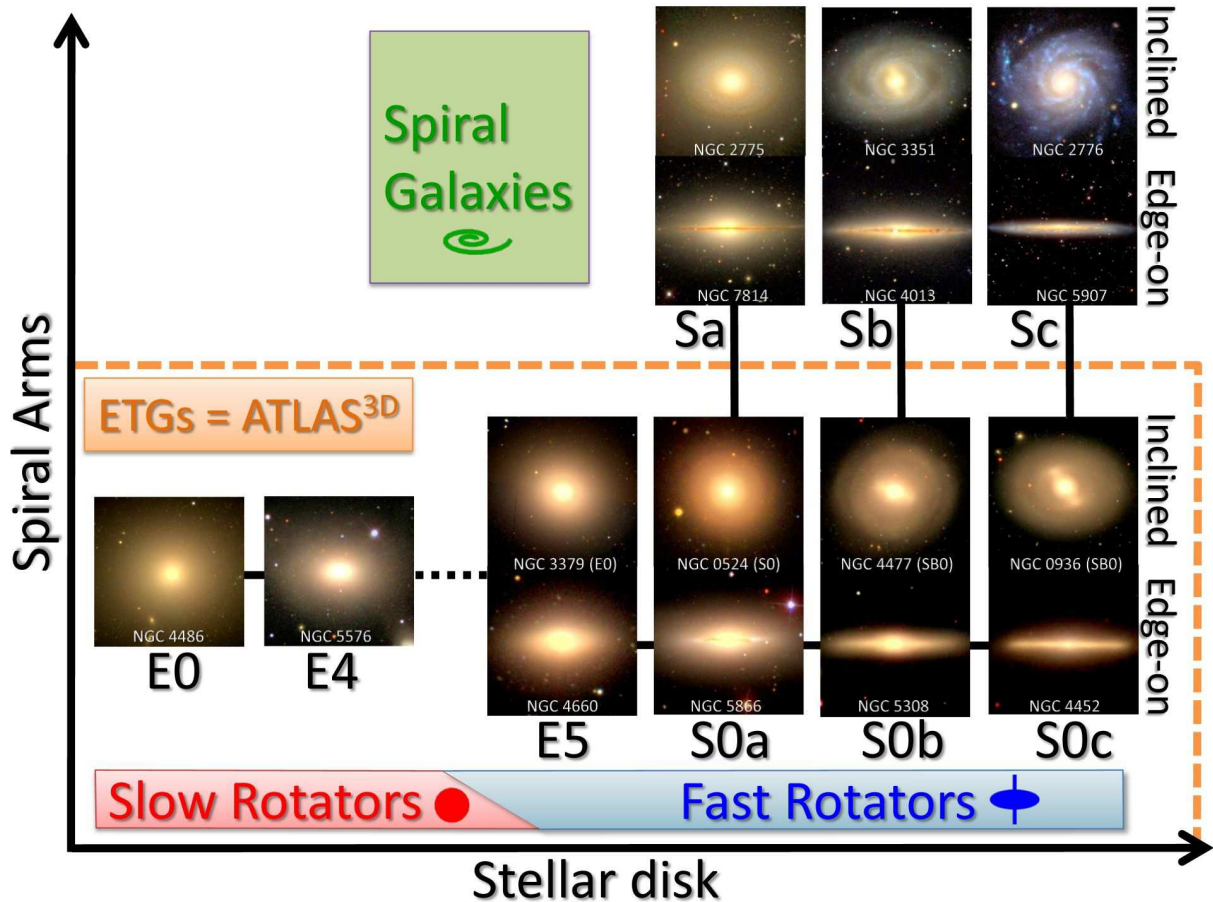 Spiral Arms
Spiral
Galaxies
NGC 2775
NGC 3351
NGC 2776
Inclined
NGC 7814
NGC 4013
NGC 5907
Edge-on
Sa
Sb
Sc
ETGs = ATLAS3D
NGC 4486
NGC 5576
E0
E4
NGC 3379 (E0)
NGC 0524 (S0)
NGC 4477 (SB0)
NGC 0936 (SB0)
Inclined
NGC 4660
NGC 5866
NGC 5308
NGC 4452
Edge-on
E5
S0a
S0b
S0c
Slow Rotators
Fast Rotators
Stellar disk